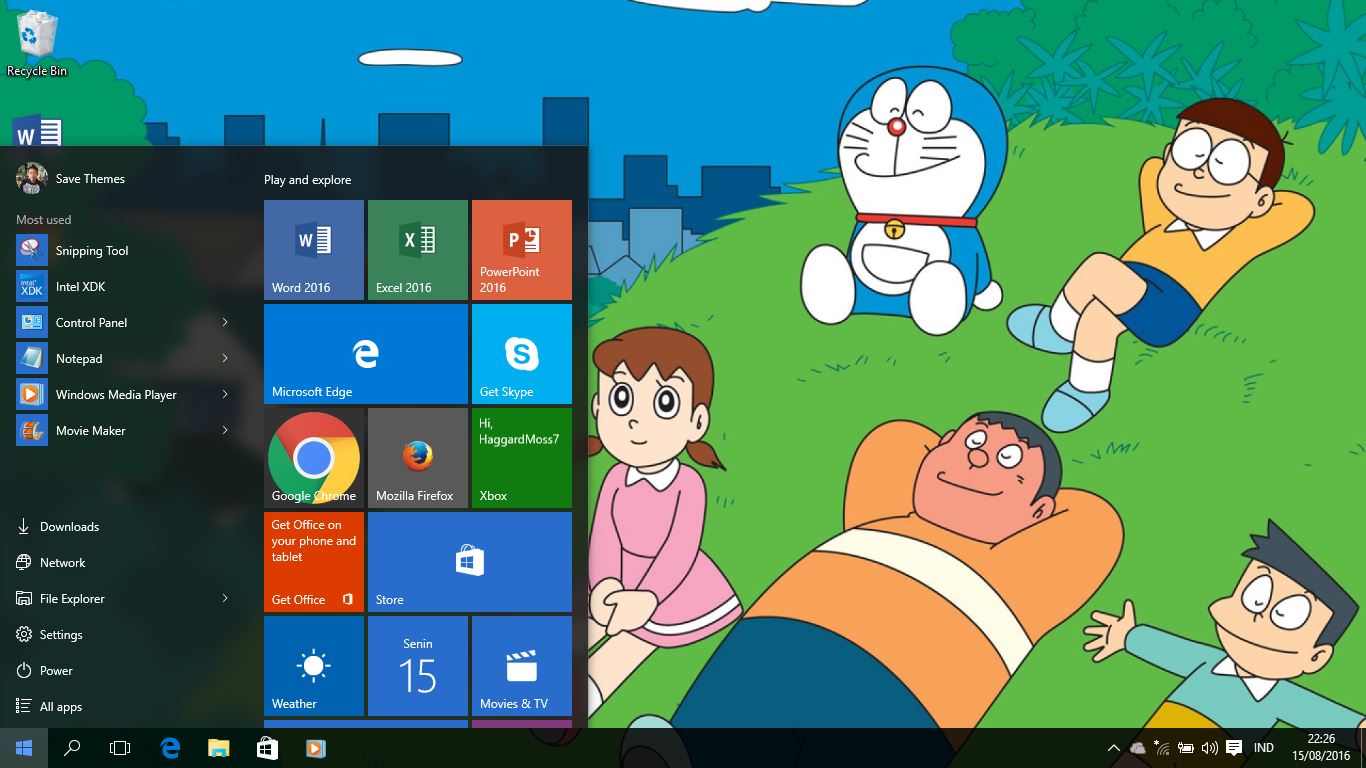 Recycle Bin
W
Save Themes
Most used
Snipping Tool
intel XDK
Intel XDK
Control Panel
Notepad
Windows Media Player
Movie Maker
Downloads
Network
File Explorer
Settings
Power
All apps
Play and explore
W
Word 2016
X
Excel 2016
P
PowerPoint
2016
Microsoft Edge
S
Get Skype
Google Chrome
Mozilla Firefox
Hi,
HaggardMoss7
Xbox
Get Office on
your phone and
tablet
Get Office
Store
Weather
Senin
15
Movies & TV
IND
22:26
15/08/2016